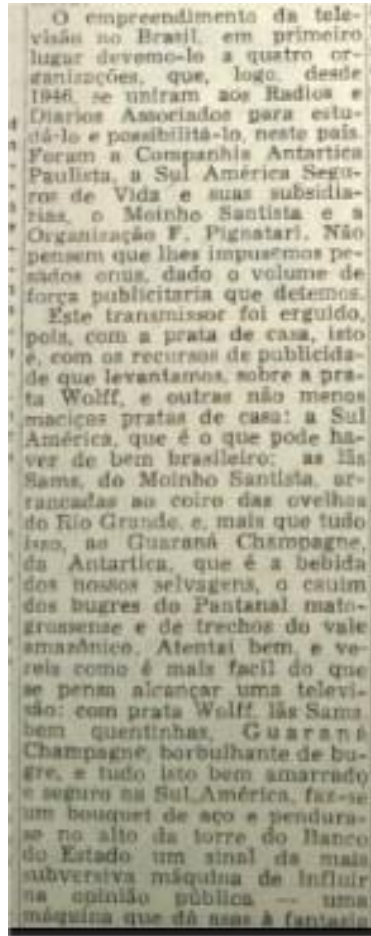 O empreendimento da tele-
visão no Brasil, em primeiro
lugar devemo-lo a quatro or-
ganizações, que, logo, desde
1946, se uniram aos Radios e
Diarios Associados para estu-
dá-lo e possibilitá-lo, neste país.
Foram a Companhia Antartica
Paulista, a Sul América Segu-
ros de Vida e suas subsidia-
rias, o Moinho Santista e a
Organização F. Pignatari. Não
pensem que lhes impusemos pe-
sados onus, dado o volume de
força publicitaria que detemos.
Este transmissor foi erguido,
pois, com a prata de casa, isto
é, com os recursos de publicida-
de que levantamos, sobre a pra-
ta Wolff, e outras não menos
maciças pratas de casa: a Sul
América, que é o que pode ha-
ver de bem brasileiro; as lãs
Sams, do Moinho Santista, ar-
rancadas ao coiro das ovelhas
do Rio Grande, e, mais que tudo
isso, ao Guaraná Champagne,
da Antartica, que é a bebida
dos nossos selvagens, o cauim
dos bugres do Pantanal mato-
grossense e de trechos do vale
amazônico. Atentai bem, e ve-
reis como é mais facil do que
se pensa alcançar uma televi-
são: com prata Wolff, lãs Sams,
bem quentinhas, Guaraná
Champagne, borbulhante de bu-
gre, e tudo isto bem amarrado
e seguro na Sul América, faz-se
um bouquet de aço e pendura-
se no alto da torre do Banco
do Estado um sinal da mais
subversiva máquina de influir
na opinião pública — uma
máquina que dá asas à fantasia